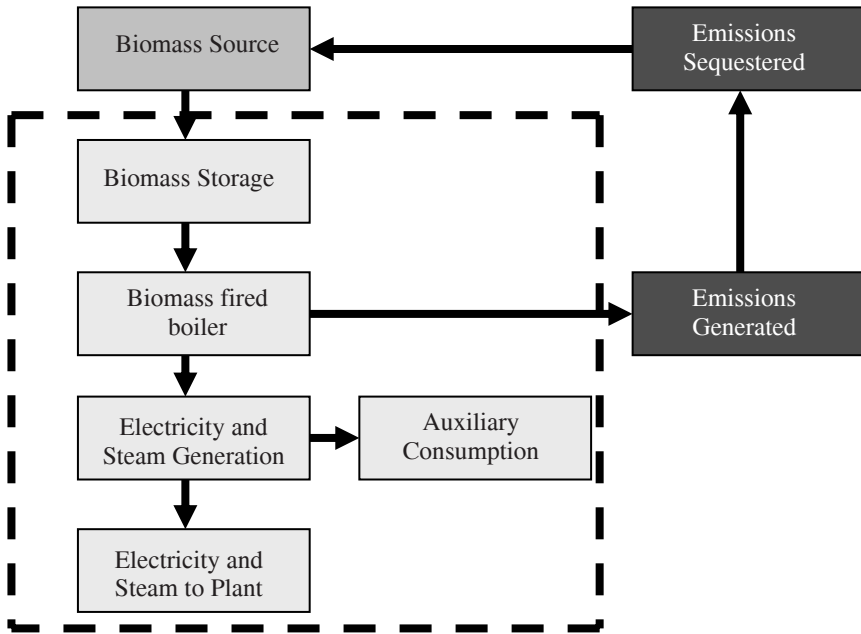 Biomass Source
Emissions
Sequestered
Biomass Storage
Biomass fired
boiler
Emissions
Generated
Electricity and
Steam Generation
Auxiliary
Consumption
Electricity and
Steam to Plant